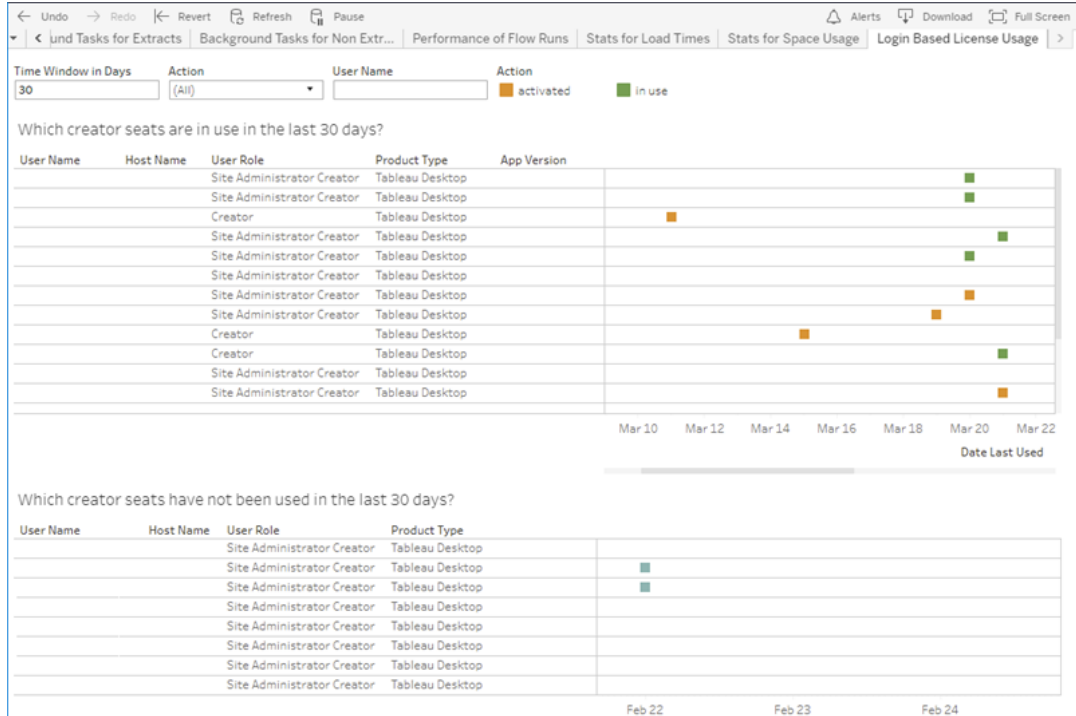 Undo Redo Revert Refresh Pause Alerts Download Full Screen
und Tasks for Extracts Background Tasks for Non Extr... Performance of Flow Runs Stats for Load Times Stats for Space Usage Login Based License Usage
Time Window in Days Action User Name Action
30 (All) activated in use
Which creator seats are in use in the last 30 days?
User Name Host Name User Role Product Type App Version
Site Administrator Creator Tableau Desktop
Site Administrator Creator Tableau Desktop
Creator Tableau Desktop
Site Administrator Creator Tableau Desktop
Site Administrator Creator Tableau Desktop
Site Administrator Creator Tableau Desktop
Site Administrator Creator Tableau Desktop
Site Administrator Creator Tableau Desktop
Creator Tableau Desktop
Creator Tableau Desktop
Site Administrator Creator Tableau Desktop
Site Administrator Creator Tableau Desktop
Mar 10 Mar 12 Mar 14 Mar 16 Mar 18 Mar 20 Mar 22
Date Last Used
Which creator seats have not been used in the last 30 days?
User Name Host Name User Role Product Type
Site Administrator Creator Tableau Desktop
Site Administrator Creator Tableau Desktop
Site Administrator Creator Tableau Desktop
Site Administrator Creator Tableau Desktop
Site Administrator Creator Tableau Desktop
Site Administrator Creator Tableau Desktop
Site Administrator Creator Tableau Desktop
Site Administrator Creator Tableau Desktop
Feb 22 Feb 23 Feb 24